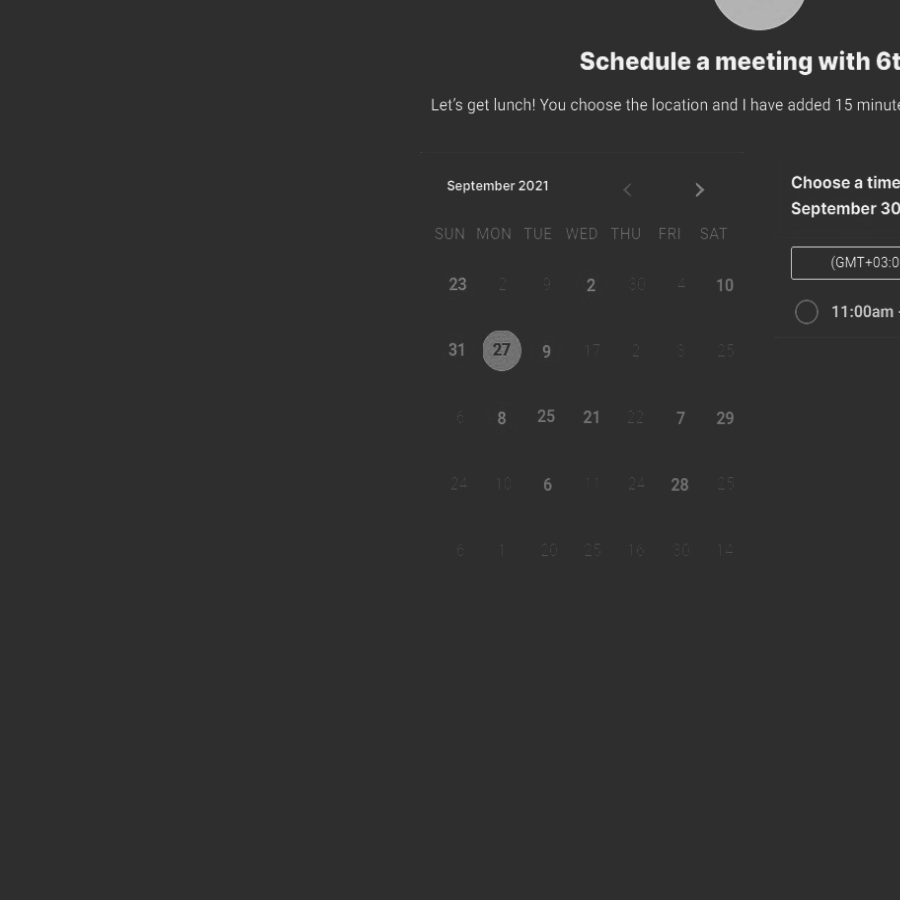 Schedule a meeting with 6t
Let's get lunch! You choose the location and I have added 15 minute
September 2021
SUN MON TUE WED THU FRI SAT
23 2 9 2 30 4 10
31 27 9 17 2 3 25
6 8 25 21 22 7 29
24 10 6 11 24 28 25
6 1 20 25 16 30 14
Choose a time
September 30
(GMT+03:0
11:00am -